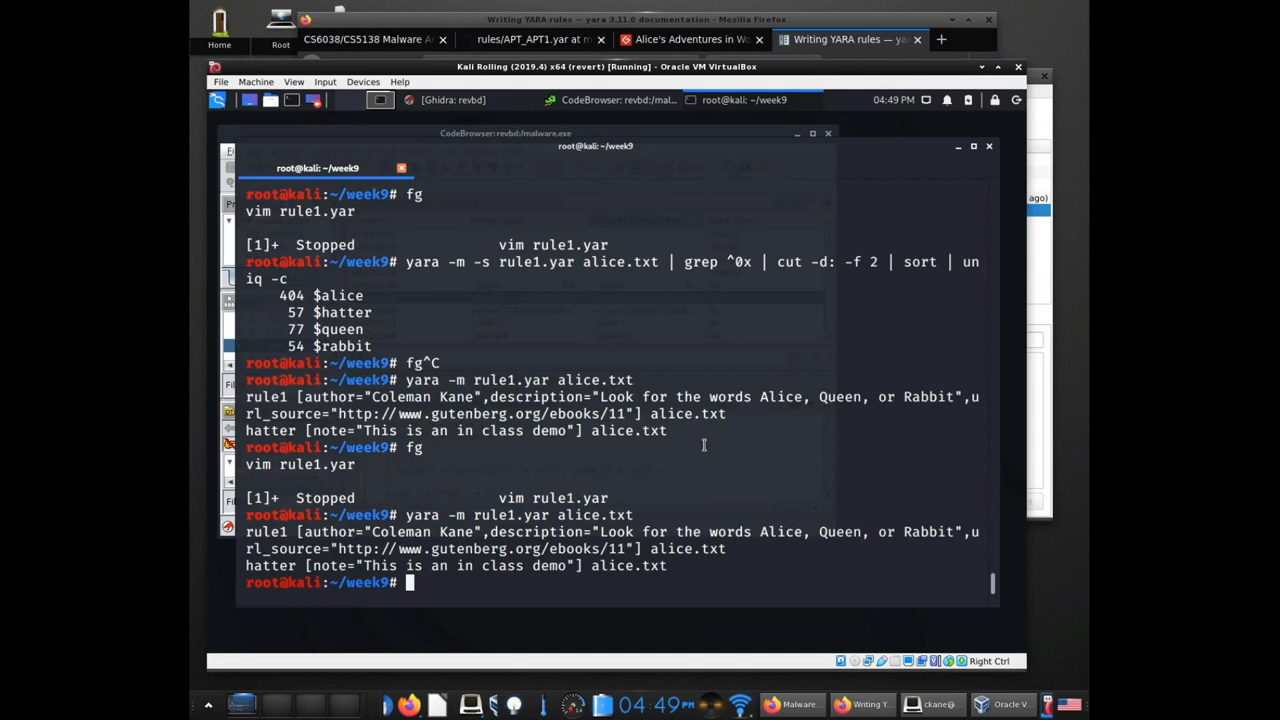 Writing YARA rules — yara 3.11.0 documentation - Mozilla Firefox
Home
Root
CS6038/CS5138 Malware A
rules/APT_APT1.yar at m
Alice's Adventures in Wo
Writing YARA rules — ya
Kali Rolling (2019.4) x64 (revert) [Running] - Oracle VM VirtualBox
File Machine View Input Devices Help
[Ghidra: revbd]
CodeBrowser: revbd:/mal...
root@kali: ~/week9
04:49 PM
CodeBrowser: revbd:/malware.exe
root@kali: ~/week9
root@kali: ~/week9
root@kali:~/week9# fg
vim rule1.yar
[1]+ Stopped vim rule1.yar
root@kali:~/week9# yara -m -s rule1.yar alice.txt | grep ^0x | cut -d: -f 2 | sort | un
iq -c
404 $alice
57 $hatter
77 $queen
54 $rabbit
root@kali:~/week9# fg^C
root@kali:~/week9# yara -m rule1.yar alice.txt
rule1 [author="Coleman Kane",description="Look for the words Alice, Queen, or Rabbit",u
rl_source="http://www.gutenberg.org/ebooks/11"] alice.txt
hatter [note="This is an in class demo"] alice.txt
root@kali:~/week9# fg
vim rule1.yar
[1]+ Stopped vim rule1.yar
root@kali:~/week9# yara -m rule1.yar alice.txt
rule1 [author="Coleman Kane",description="Look for the words Alice, Queen, or Rabbit",u
rl_source="http://www.gutenberg.org/ebooks/11"] alice.txt
hatter [note="This is an in class demo"] alice.txt
root@kali:~/week9#
ago)
Right Ctrl
04:49PM
Malware...
Writing Y...
ckane@...
Oracle V...